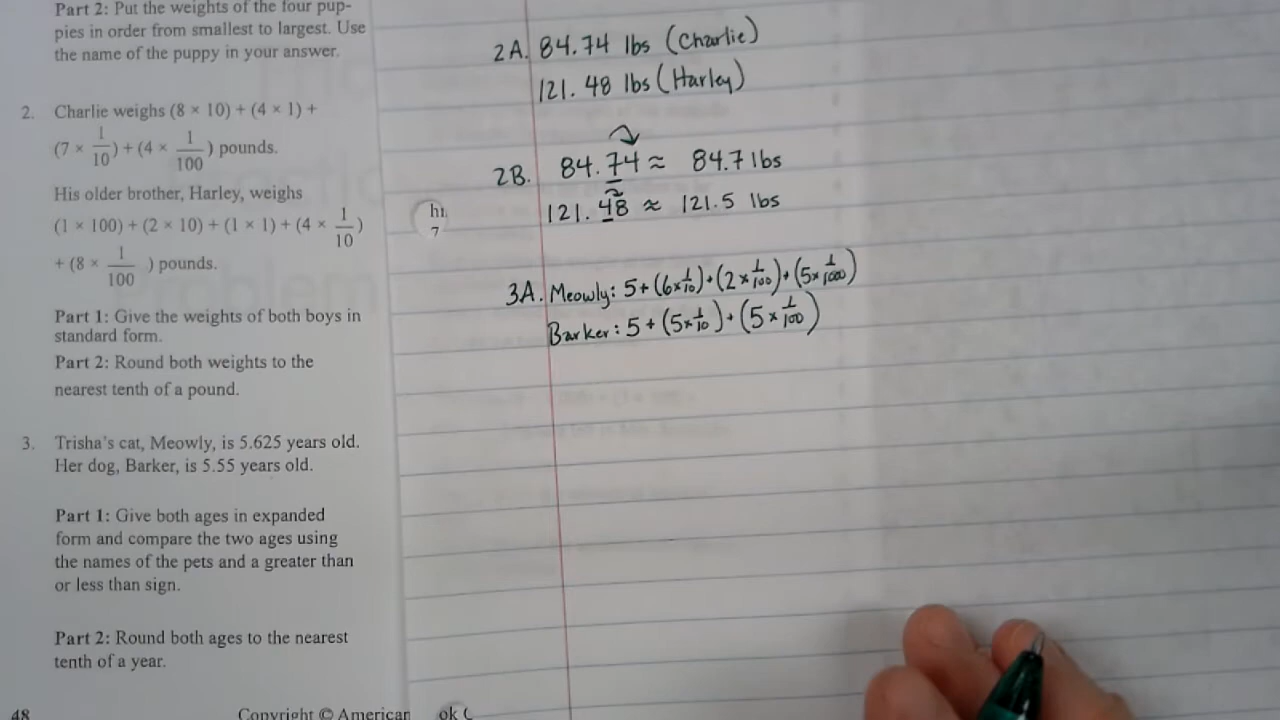 Part 2: Put the weights of the four pup-
pies in order from smallest to largest. Use
the name of the puppy in your answer.
2. Charlie weighs (8 × 10) + (4 × 1) +
(7 × 1/10) + (4 × 1/100) pounds.
His older brother, Harley, weighs
(1 × 100) + (2 × 10) + (1 × 1) + (4 × 1/10)
+ (8 × 1/100) pounds.
Part 1: Give the weights of both boys in
standard form.
Part 2: Round both weights to the
nearest tenth of a pound.
3. Trisha's cat, Meowly, is 5.625 years old.
Her dog, Barker, is 5.55 years old.
Part 1: Give both ages in expanded
form and compare the two ages using
the names of the pets and a greater than
or less than sign.
Part 2: Round both ages to the nearest
tenth of a year.
48
Copyright © American
ok
7
2A. 84.74 lbs (Charlie)
121.48 lbs (Harley)
2B. 84.74 ≈ 84.7 lbs
121.48 ≈ 121.5 lbs
3A. Meowly: 5+(6×1/10)+(2×1/100)+(5×1/1000)
Barker: 5+(5×1/10)+(5×1/100)